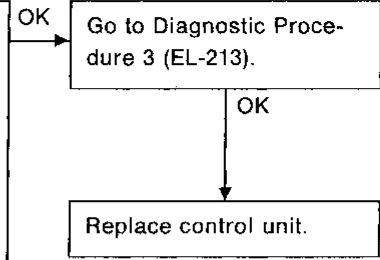 OK
Go to Diagnostic Proce-
dure 3 (EL-213).
OK
Replace control unit.